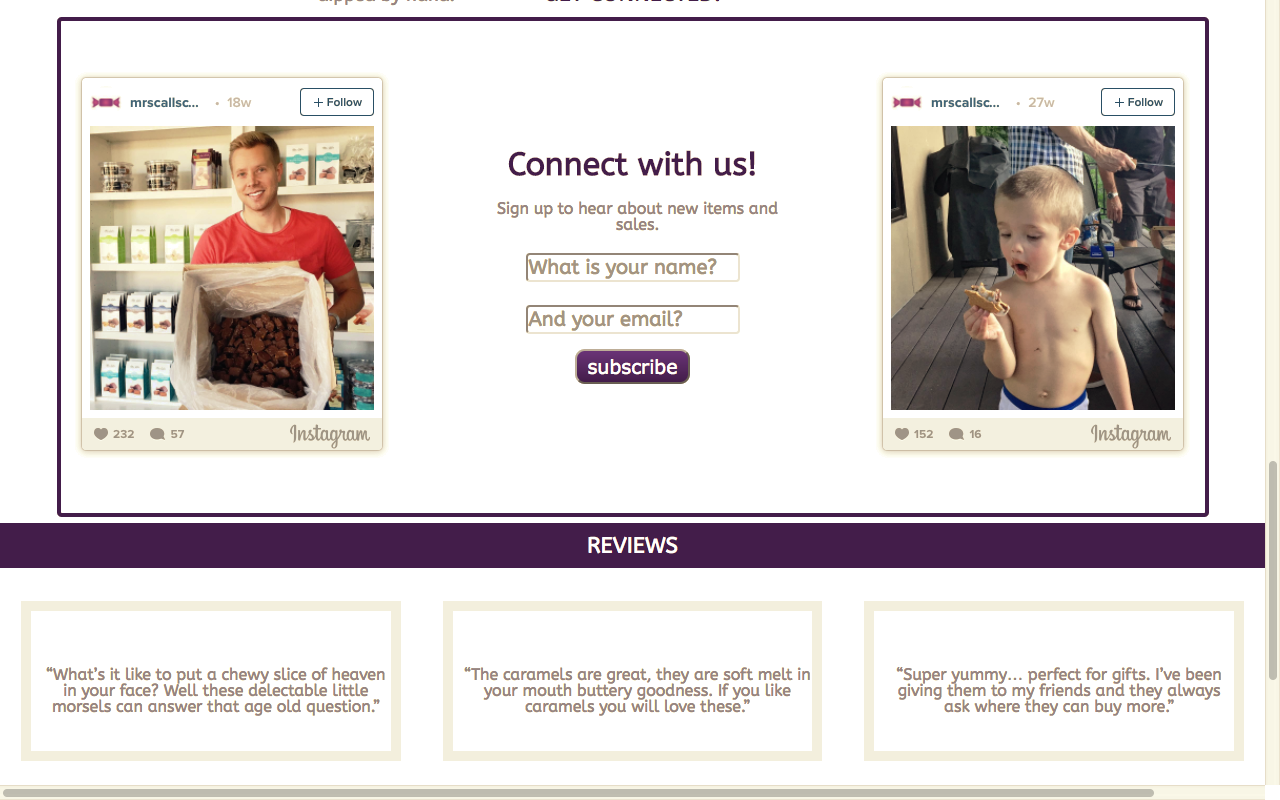 dipped by hand.
GET CONNECTED!
mrscallsc... • 18w
+ Follow
232 57 Instagram
Connect with us!
Sign up to hear about new items and
sales.
What is your name?
And your email?
subscribe
mrscallsc... • 27w
+ Follow
152 16 Instagram
REVIEWS
“What’s it like to put a chewy slice of heaven
in your face? Well these delectable little
morsels can answer that age old question.”
“The caramels are great, they are soft melt in
your mouth buttery goodness. If you like
caramels you will love these.”
“Super yummy… perfect for gifts. I’ve been
giving them to my friends and they always
ask where they can buy more.”